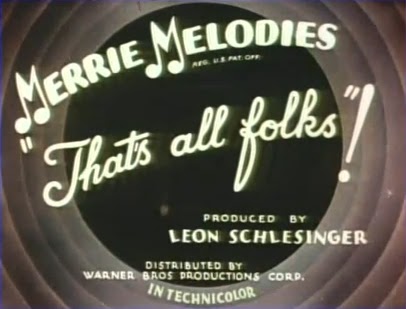 MERRIE MELODIES
REG. U.S. PAT. OFF.
"That's all folks"!
PRODUCED BY
LEON SCHLESINGER
DISTRIBUTED BY
WARNER BROS PRODUCTIONS CORP.
IN TECHNICOLOR